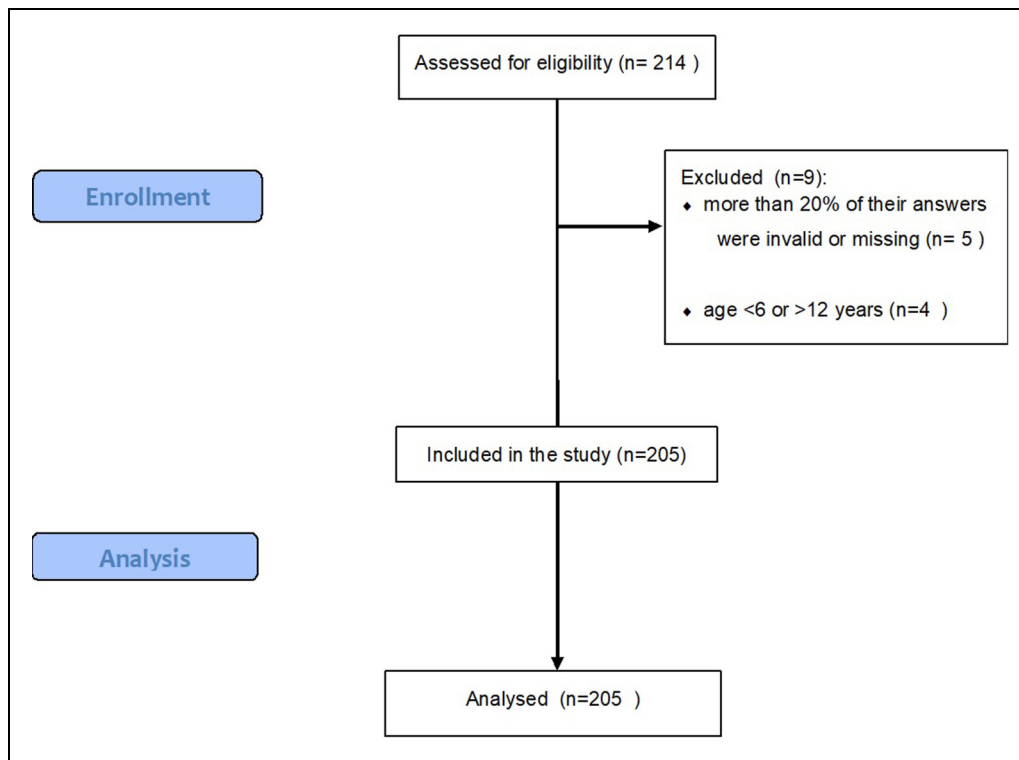 Assessed for eligibility (n= 214 )
Enrollment
Excluded (n=9):
♦ more than 20% of their answers
were invalid or missing (n= 5 )
♦ age <6 or >12 years (n=4 )
Included in the study (n=205)
Analysis
Analysed (n=205 )